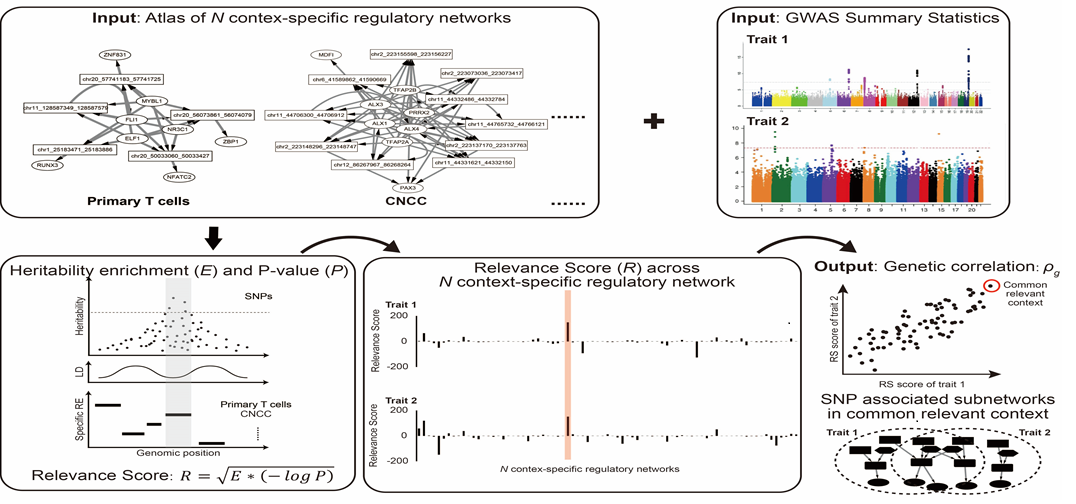 Input: Atlas of N contex-specific regulatory networks
ZNF831
chr20_57741183_57741725
MYBL1
chr11_128587349_128587579
chr20_56073861_56074079
FLI1
NR3C1
ELF1
ZBP1
chr1_25183471_25183886
chr20_50033060_50033427
RUNX3
NFATC2
Primary T cells
MDFI
chr2_223155598_223156227
chr6_41589862_41590669
chr2_223073036_223073417
TFAP2B
ALX3
chr11_44332486_44332784
PRRX2
chr11_44706300_44706912
ALX1
ALX4
chr11_44765732_44766121
TFAP2A
chr2_223148296_223148747
chr2_237170_223137763
chr12_86267967_86268264
chr11_44331621_44332150
PAX3
CNCC
......
......
+
Input: GWAS Summary Statistics
Trait 1
Trait 2
10
8
6
4
2
0
1 2 3 4 5 6 7 8 9 11 13 15 17 20
Heritability enrichment (E) and P-value (P)
SNPs
Heritability
LD
Specific RE
Primary T cells
CNCC
Genomic position
Relevance Score: R = √E * (−log P)
Relevance Score (R) across
N context-specific regulatory network
Trait 1
200
0
-200
Relevance Score
Trait 2
200
0
-200
Relevance Score
N contex-specific regulatory networks
Output: Genetic correlation: ρg
Common
relevant
context
RS score of trait 2
RS score of trait 1
SNP associated subnetworks
in common relevant context
Trait 1
Trait 2